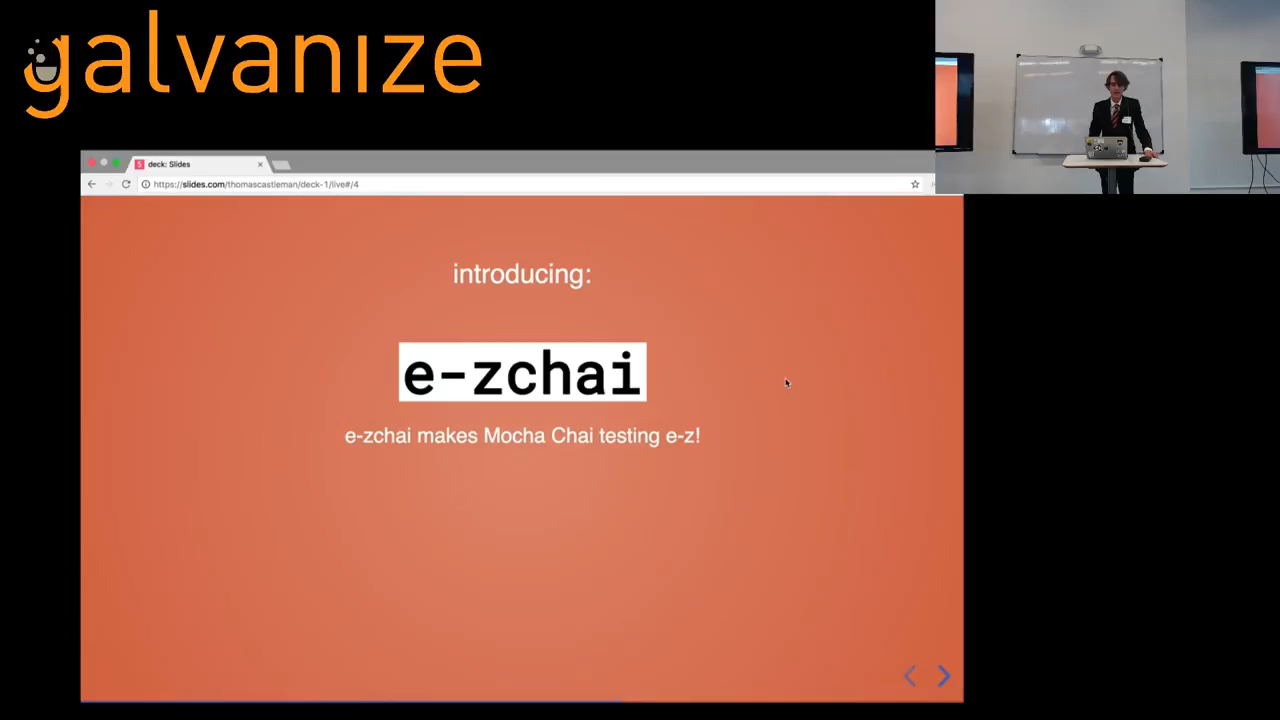 galvanize
deck: Slides
https://slides.com/thomascastleman/deck-1/live#/4
introducing:
e-zchai
e-zchai makes Mocha Chai testing e-z!